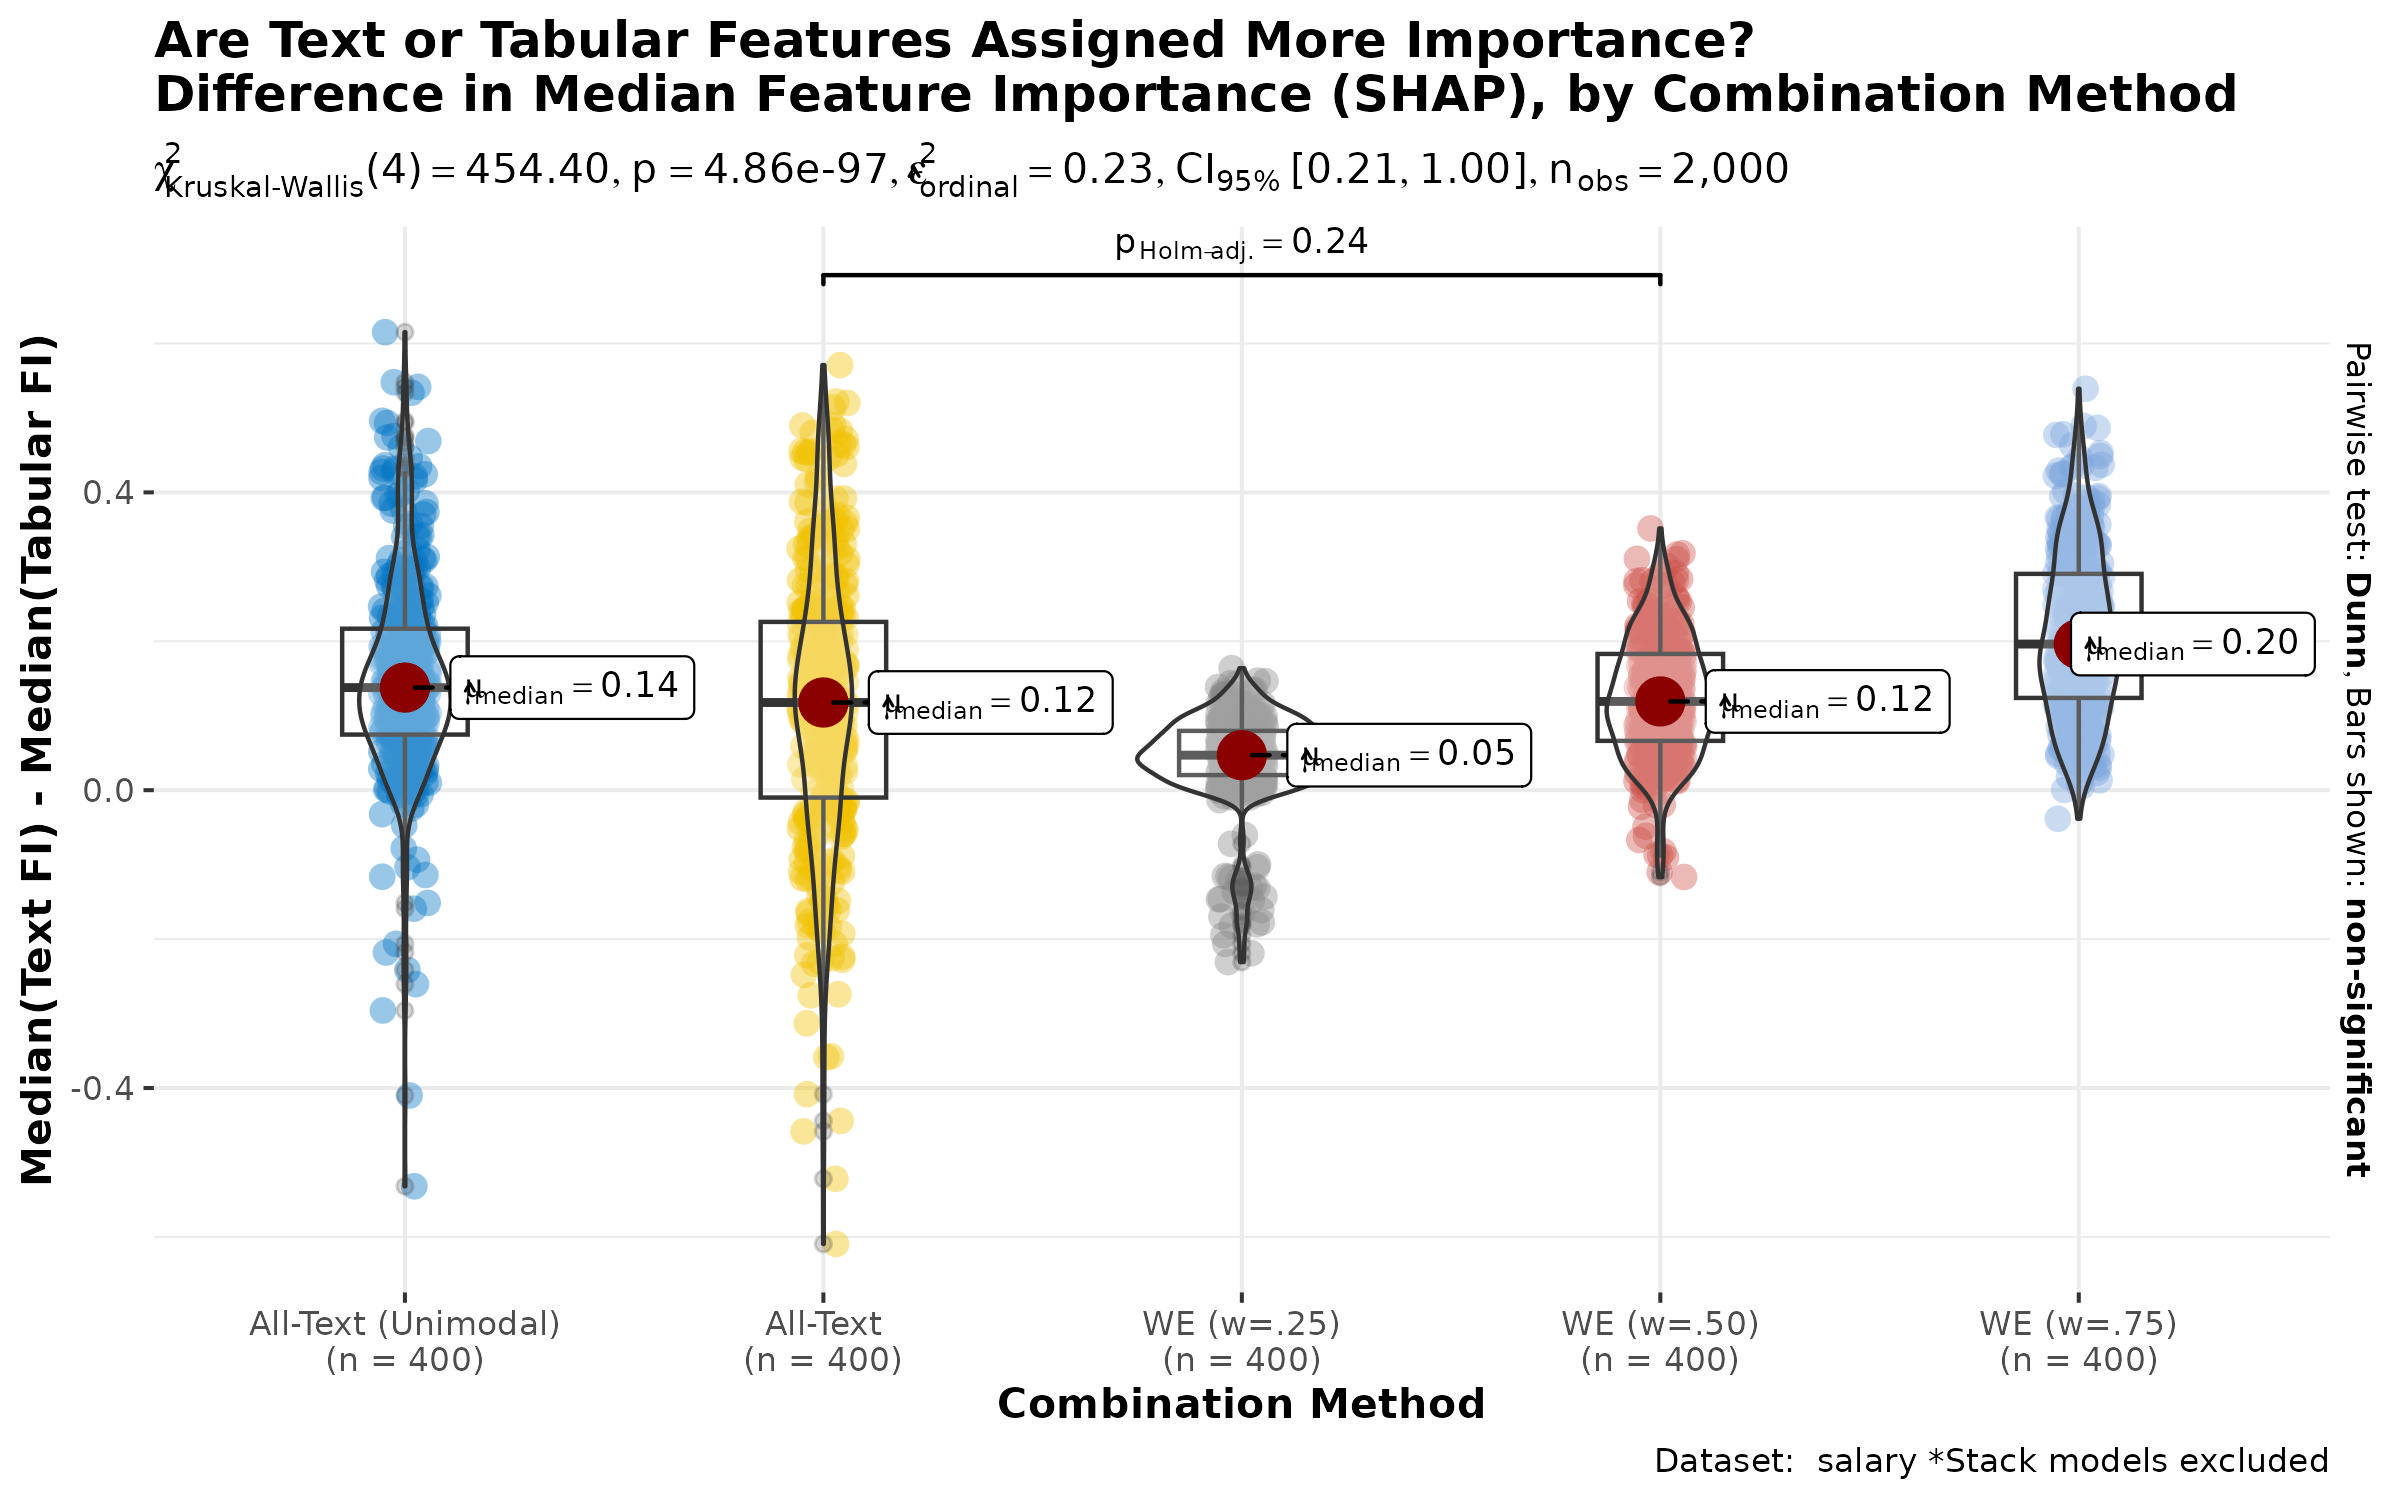 Are Text or Tabular Features Assigned More Importance?
Difference in Median Feature Importance (SHAP), by Combination Method
χ²Kruskal-Wallis (4) = 454.40, p = 4.86e-97, ε²ordinal = 0.23, CI95% [0.21, 1.00], nobs = 2,000
pHolm-adj. = 0.24
Median(Text FI) - Median(Tabular FI)
0.4
0.0
-0.4
μ̂median = 0.14
μ̂median = 0.12
μ̂median = 0.05
μ̂median = 0.12
μ̂median = 0.20
Pairwise test: Dunn, Bars shown: non-significant
All-Text (Unimodal)
(n = 400)
All-Text
(n = 400)
WE (w=.25)
(n = 400)
WE (w=.50)
(n = 400)
WE (w=.75)
(n = 400)
Combination Method
Dataset:  salary *Stack models excluded